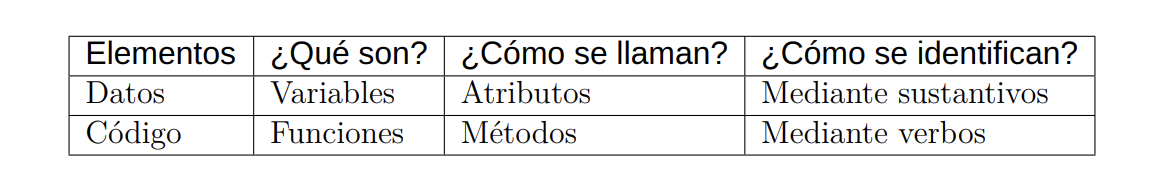 Elementos ¿Qué son? ¿Cómo se llaman? ¿Cómo se identifican?
Datos Variables Atributos Mediante sustantivos
Código Funciones Métodos Mediante verbos